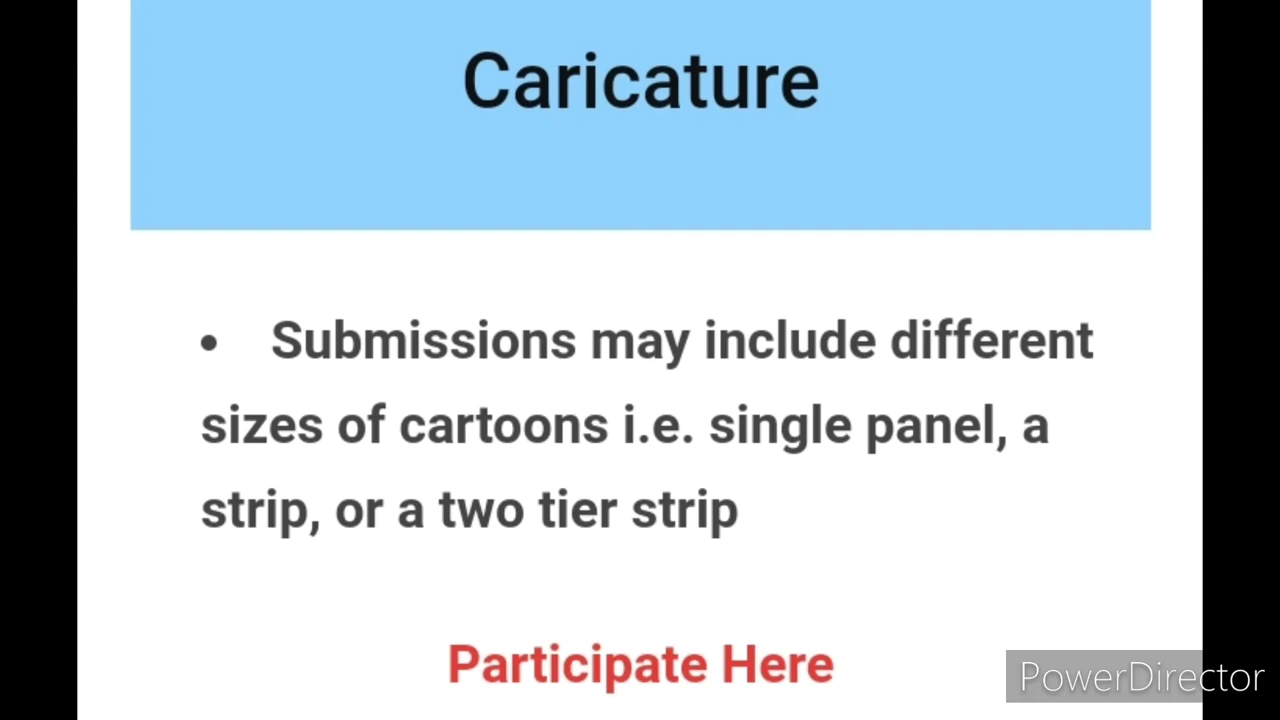 Caricature
• Submissions may include different
sizes of cartoons i.e. single panel, a
strip, or a two tier strip
Participate Here
PowerDirector